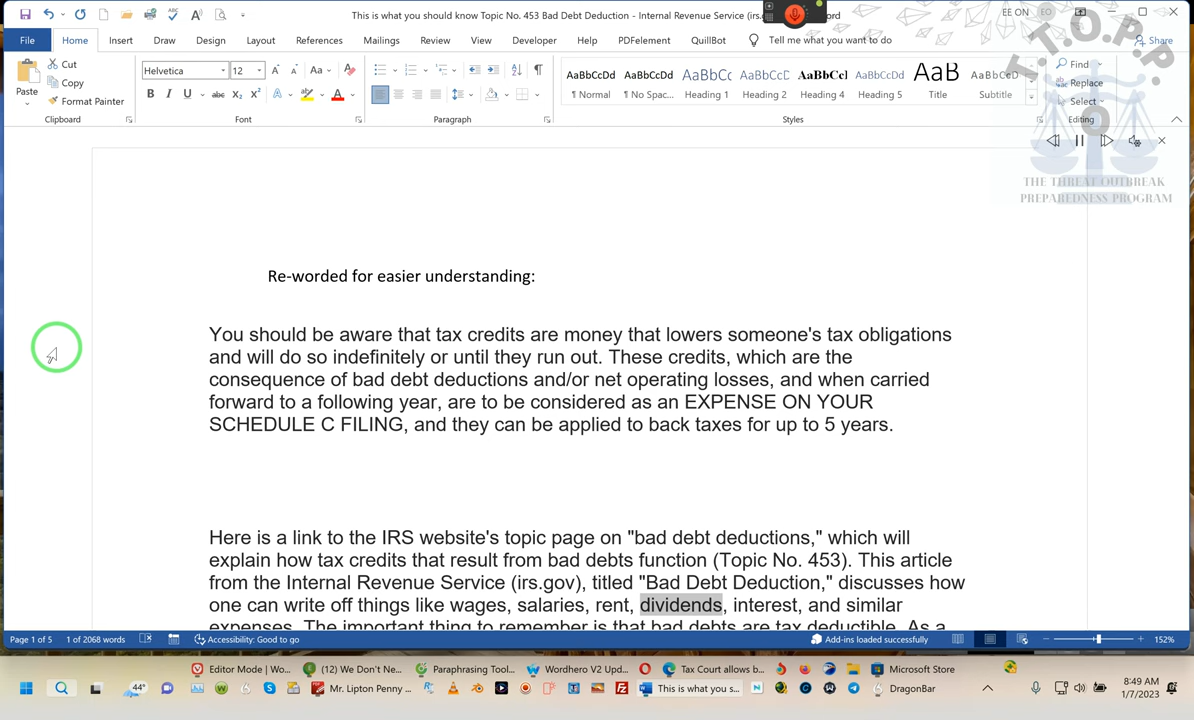 This is what you should know Topic No. 453 Bad Debt Deduction - Internal Revenue Service (irs.
EE ON EO
File Home Insert Draw Design Layout References Mailings Review View Developer Help PDFelement QuillBot Tell me what you want to do Share
Paste
Cut
Copy
Format Painter
Clipboard
Helvetica 12
Font
Paragraph
AaBbCcDd AaBbCcDd AaBbCc AaBbCcD AaBbCcI AaBbCcDd AaB AaBbCcD
¶ Normal ¶ No Spac... Heading 1 Heading 2 Heading 4 Heading 5 Title Subtitle
Styles
Find
Replace
Select
Editing
T.T.O.P.P.
THE THREAT OUTBREAK
PREPAREDNESS PROGRAM
Re-worded for easier understanding:
You should be aware that tax credits are money that lowers someone's tax obligations
and will do so indefinitely or until they run out. These credits, which are the
consequence of bad debt deductions and/or net operating losses, and when carried
forward to a following year, are to be considered as an EXPENSE ON YOUR
SCHEDULE C FILING, and they can be applied to back taxes for up to 5 years.
Here is a link to the IRS website's topic page on "bad debt deductions," which will
explain how tax credits that result from bad debts function (Topic No. 453). This article
from the Internal Revenue Service (irs.gov), titled "Bad Debt Deduction," discusses how
one can write off things like wages, salaries, rent, dividends, interest, and similar
expenses. The important thing to remember is that bad debts are tax deductible. As a
Page 1 of 5 1 of 2068 words Accessibility: Good to go Add-ins loaded successfully 152%
Editor Mode | Wo... (12) We Don't Ne... Paraphrasing Tool... Wordhero V2 Upd... Tax Court allows b... Microsoft Store
44° Mr. Lipton Penny ... This is what you s... DragonBar
8:49 AM
1/7/2023